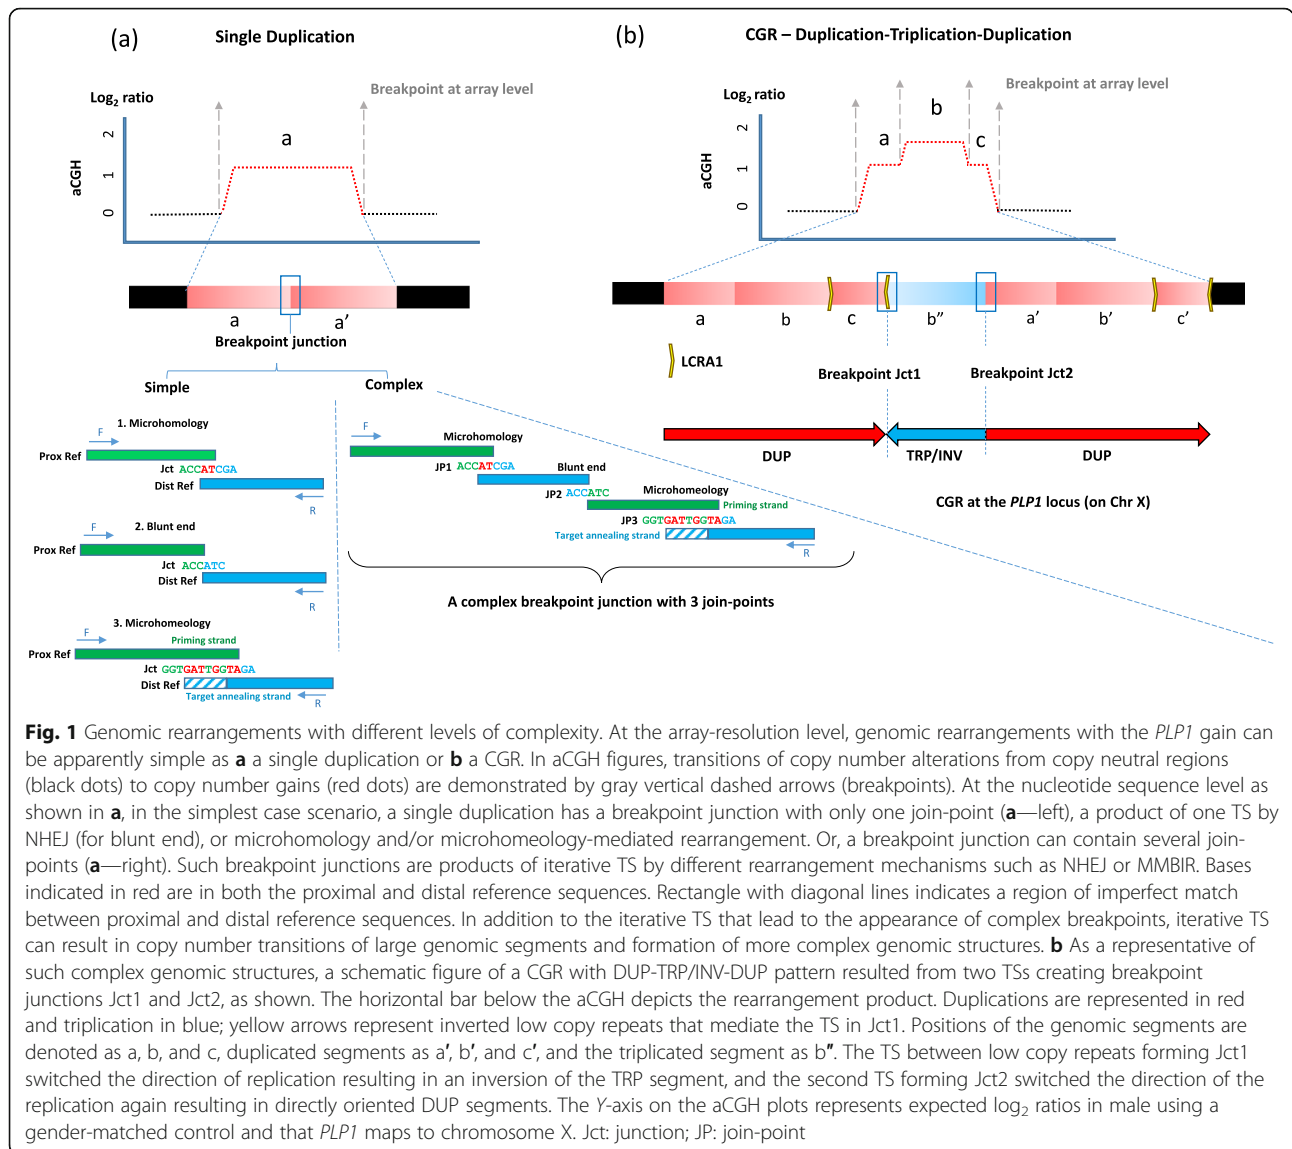 (a)
Single Duplication
Log2 ratio
Breakpoint at array level
a
aCGH
2
1
0
a
a′
Breakpoint junction
Simple
Complex
1. Microhomology
F
Prox Ref
Jct ACCATCGA
Dist Ref
R
2. Blunt end
F
Prox Ref
Jct ACCATC
Dist Ref
R
3. Microhomeology
F
Priming strand
Prox Ref
Jct GGTGATTGGTAGA
Dist Ref
Target annealing strand
R
F
Microhomology
JP1 ACCATCGA
Blunt end
JP2 ACCATC
Microhomeology
Priming strand
JP3 GGTGATTGGTAGA
Target annealing strand
R
A complex breakpoint junction with 3 join-points
(b)
CGR – Duplication-Triplication-Duplication
Log2 ratio
Breakpoint at array level
a
b
c
aCGH
2
1
0
a
b
c
b″
a′
b′
c′
LCRA1
Breakpoint Jct1
Breakpoint Jct2
DUP
TRP/INV
DUP
CGR at the PLP1 locus (on Chr X)
Fig. 1 Genomic rearrangements with different levels of complexity. At the array-resolution level, genomic rearrangements with the PLP1 gain can
be apparently simple as a a single duplication or b a CGR. In aCGH figures, transitions of copy number alterations from copy neutral regions
(black dots) to copy number gains (red dots) are demonstrated by gray vertical dashed arrows (breakpoints). At the nucleotide sequence level as
shown in a, in the simplest case scenario, a single duplication has a breakpoint junction with only one join-point (a—left), a product of one TS by
NHEJ (for blunt end), or microhomology and/or microhomeology-mediated rearrangement. Or, a breakpoint junction can contain several join-
points (a—right). Such breakpoint junctions are products of iterative TS by different rearrangement mechanisms such as NHEJ or MMBIR. Bases
indicated in red are in both the proximal and distal reference sequences. Rectangle with diagonal lines indicates a region of imperfect match
between proximal and distal reference sequences. In addition to the iterative TS that lead to the appearance of complex breakpoints, iterative TS
can result in copy number transitions of large genomic segments and formation of more complex genomic structures. b As a representative of
such complex genomic structures, a schematic figure of a CGR with DUP-TRP/INV-DUP pattern resulted from two TSs creating breakpoint
junctions Jct1 and Jct2, as shown. The horizontal bar below the aCGH depicts the rearrangement product. Duplications are represented in red
and triplication in blue; yellow arrows represent inverted low copy repeats that mediate the TS in Jct1. Positions of the genomic segments are
denoted as a, b, and c, duplicated segments as a′, b′, and c′, and the triplicated segment as b″. The TS between low copy repeats forming Jct1
switched the direction of replication resulting in an inversion of the TRP segment, and the second TS forming Jct2 switched the direction of the
replication again resulting in directly oriented DUP segments. The Y-axis on the aCGH plots represents expected log2 ratios in male using a
gender-matched control and that PLP1 maps to chromosome X. Jct: junction; JP: join-point